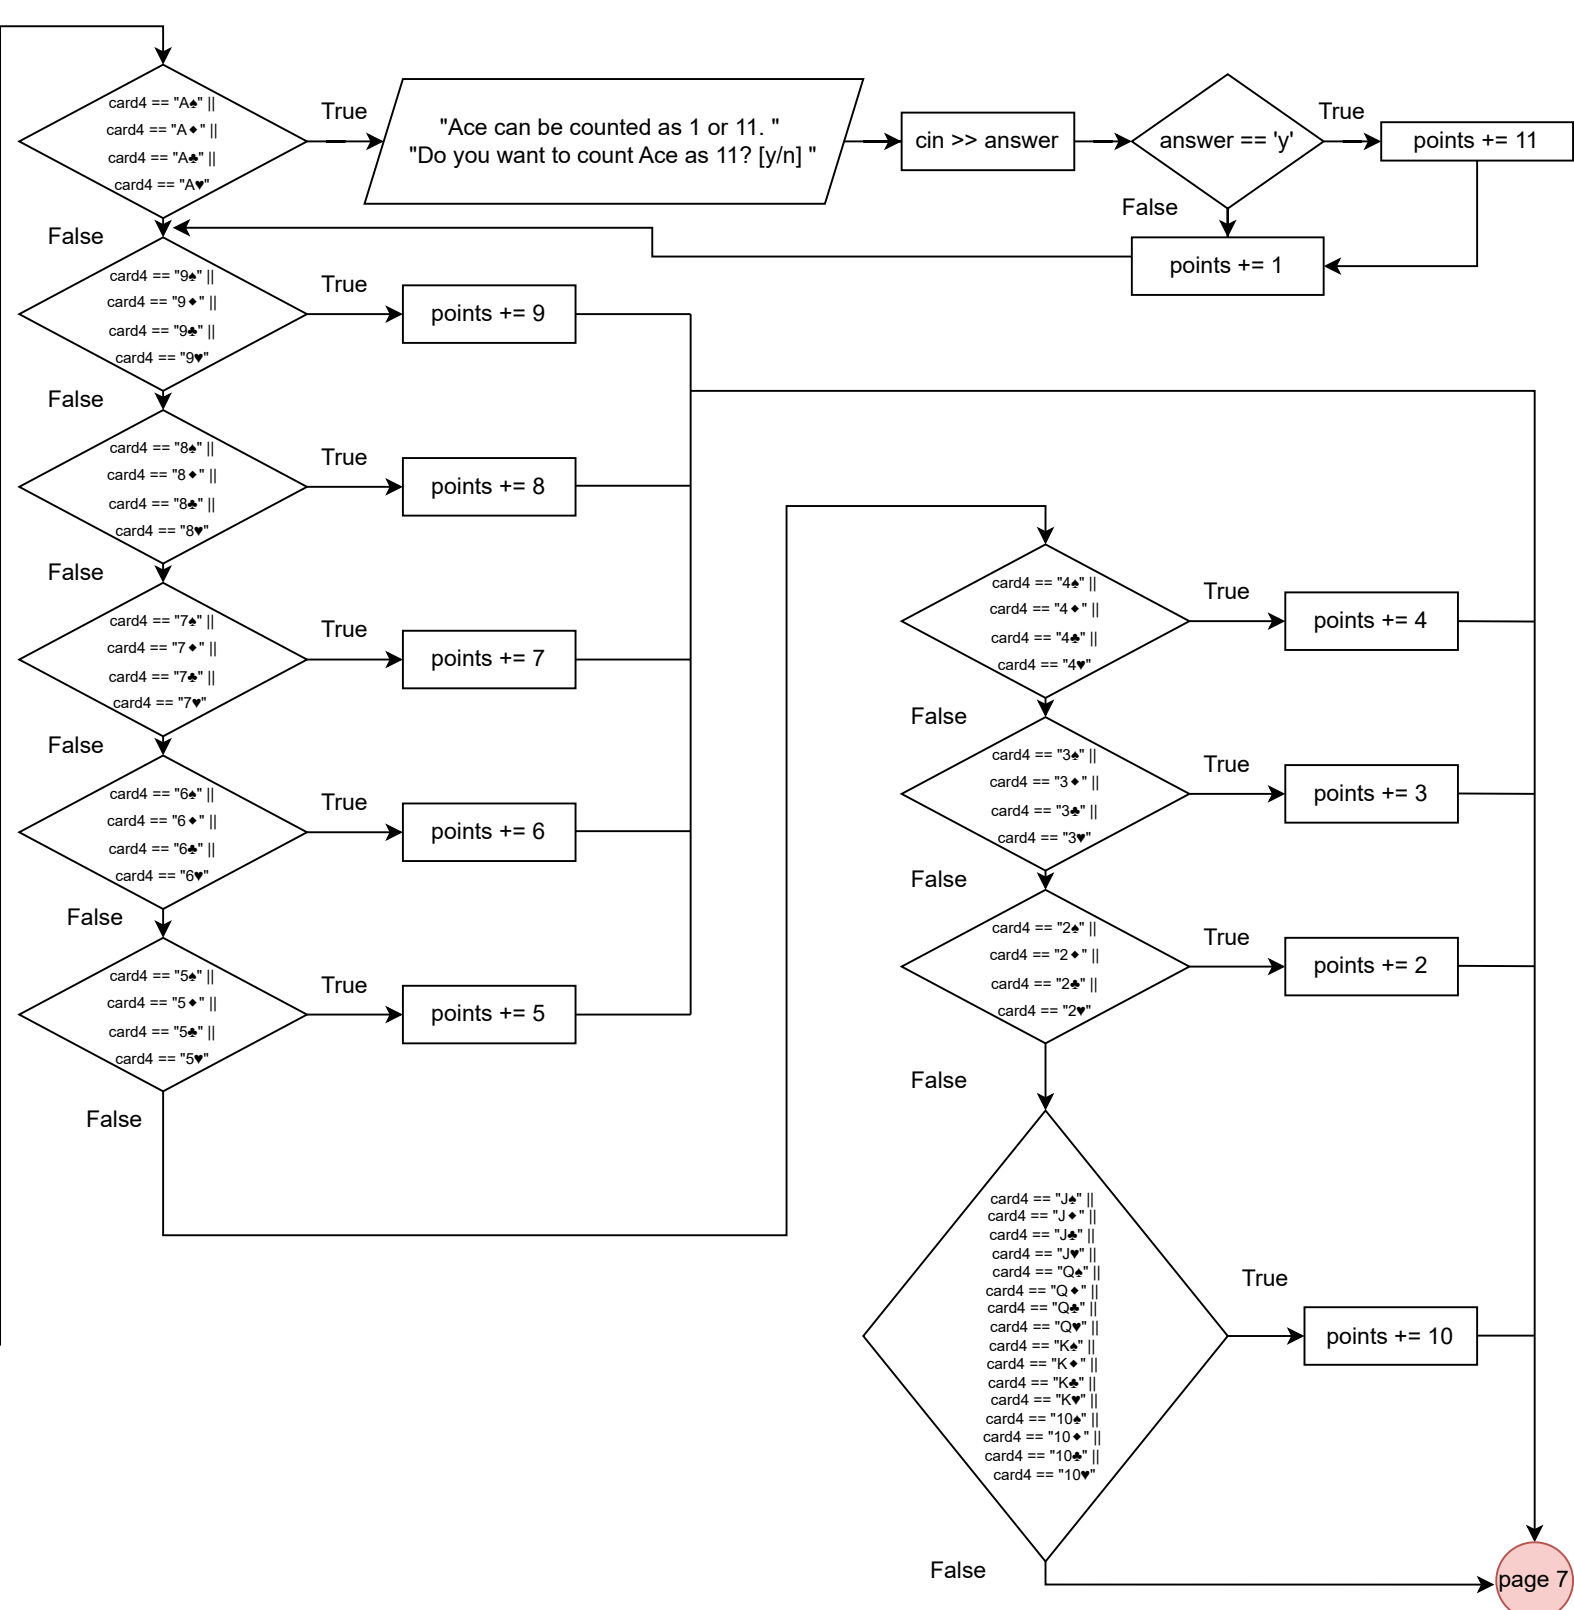 card4 == "A♠" ||
card4 == "A♦" ||
card4 == "A♣" ||
card4 == "A♥"
True
"Ace can be counted as 1 or 11. "
"Do you want to count Ace as 11? [y/n] "
cin >> answer
answer == 'y'
True
points += 11
False
points += 1
False
card4 == "9♠" ||
card4 == "9♦" ||
card4 == "9♣" ||
card4 == "9♥"
True
points += 9
False
card4 == "8♠" ||
card4 == "8♦" ||
card4 == "8♣" ||
card4 == "8♥"
True
points += 8
False
card4 == "7♠" ||
card4 == "7♦" ||
card4 == "7♣" ||
card4 == "7♥"
True
points += 7
False
card4 == "6♠" ||
card4 == "6♦" ||
card4 == "6♣" ||
card4 == "6♥"
True
points += 6
False
card4 == "5♠" ||
card4 == "5♦" ||
card4 == "5♣" ||
card4 == "5♥"
True
points += 5
False
card4 == "4♠" ||
card4 == "4♦" ||
card4 == "4♣" ||
card4 == "4♥"
True
points += 4
False
card4 == "3♠" ||
card4 == "3♦" ||
card4 == "3♣" ||
card4 == "3♥"
True
points += 3
False
card4 == "2♠" ||
card4 == "2♦" ||
card4 == "2♣" ||
card4 == "2♥"
True
points += 2
False
card4 == "J♠" ||
card4 == "J♦" ||
card4 == "J♣" ||
card4 == "J♥" ||
card4 == "Q♠" ||
card4 == "Q♦" ||
card4 == "Q♣" ||
card4 == "Q♥" ||
card4 == "K♠" ||
card4 == "K♦" ||
card4 == "K♣" ||
card4 == "K♥" ||
card4 == "10♠" ||
card4 == "10♦" ||
card4 == "10♣" ||
card4 == "10♥"
True
points += 10
False
page 7